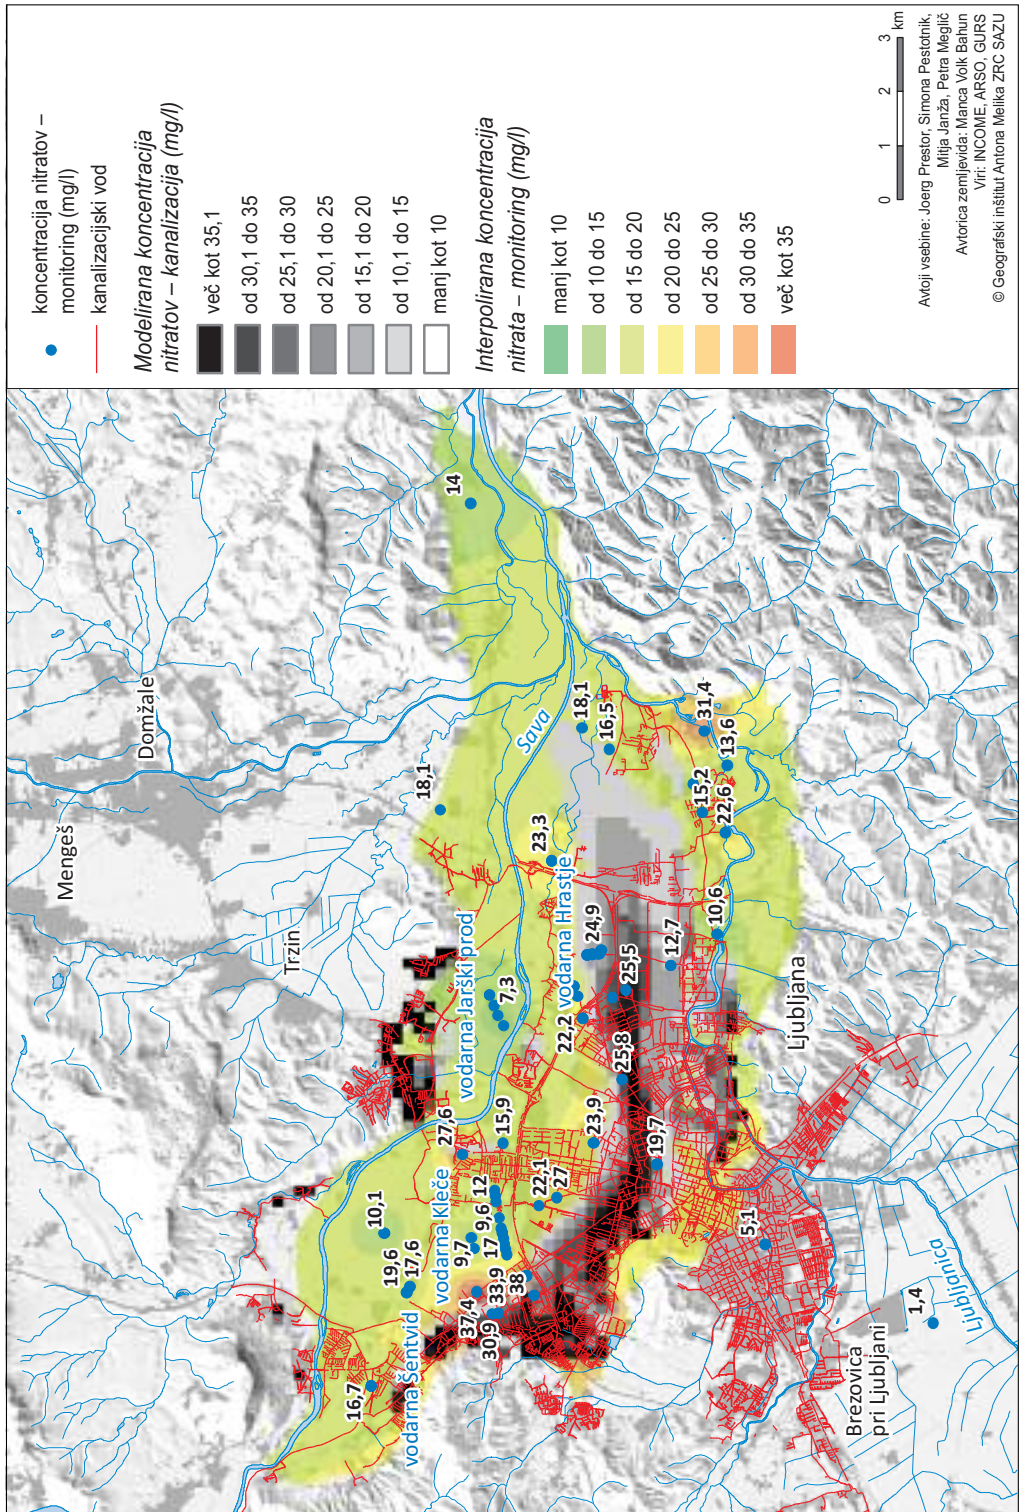 koncentracija nitratov –
monitoring (mg/l)
kanalizacijski vod
Modelirana koncentracija
nitratov – kanalizacija (mg/l)
več kot 35,1
od 30,1 do 35
od 25,1 do 30
od 20,1 do 25
od 15,1 do 20
od 10,1 do 15
manj kot 10
Interpolirana koncentracija
nitrata – monitoring (mg/l)
manj kot 10
od 10 do 15
od 15 do 20
od 20 do 25
od 25 do 30
od 30 do 35
več kot 35
0 1 2 3
km
Avtoji vsebine: Joerg Prestor, Simona Pestotnik,
Mitja Janža, Petra Meglič
Avtorica zemljevida: Manca Volk Bahun
Viri: INCOME, ARSO, GURS
© Geografski inštitut Antona Melika ZRC SAZU
Mengeš
Domžale
Trzin
14
18,1
Sava
23,3
18,1
16,5
31,4
13,6
15,2
22,6
10,6
vodarna Jarški prod
7,3
vodarna Hrastje
24,9
22,2
25,5
12,7
25,8
23,9
19,7
Ljubljana
27,6
15,9
vodarna Kleče
12
9,6
9,7
17
22,1
27
10,1
19,6
17,6
vodarna Šentvid
16,7
37,4
33,9
30,9
38
5,1
1,4
Brezovica
pri Ljubljani
Ljubljanica